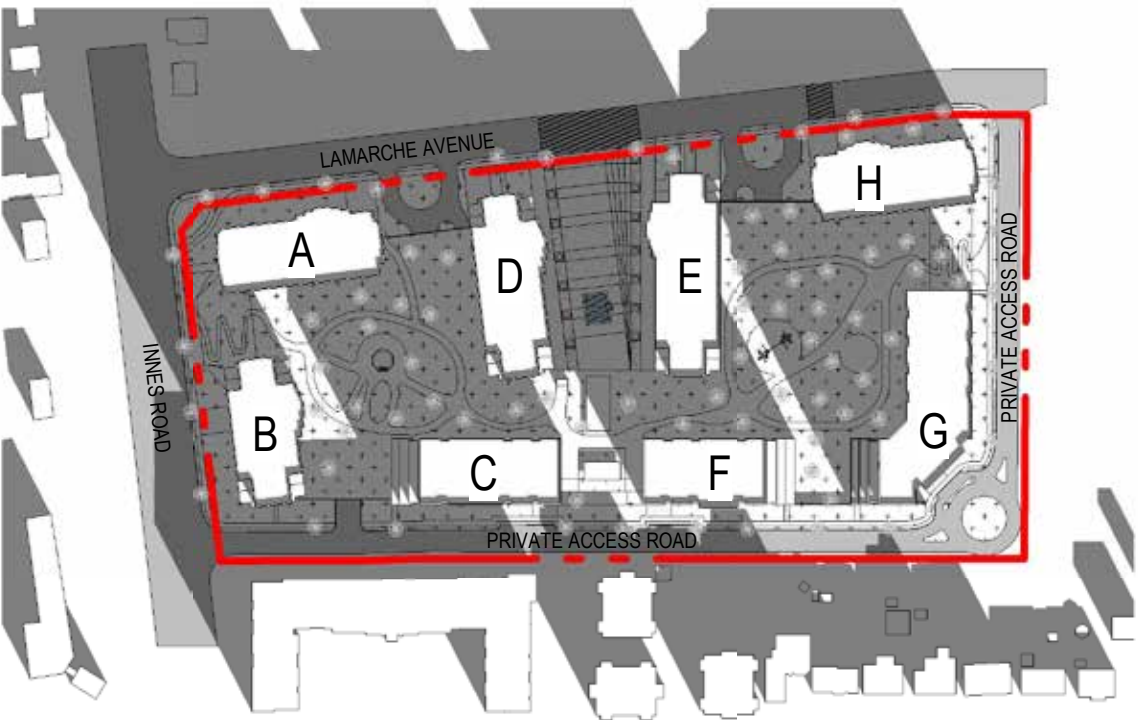 LAMARCHE AVENUE
H
A
D
E
PRIVATE ACCESS ROAD
INNES ROAD
B
C
F
G
PRIVATE ACCESS ROAD